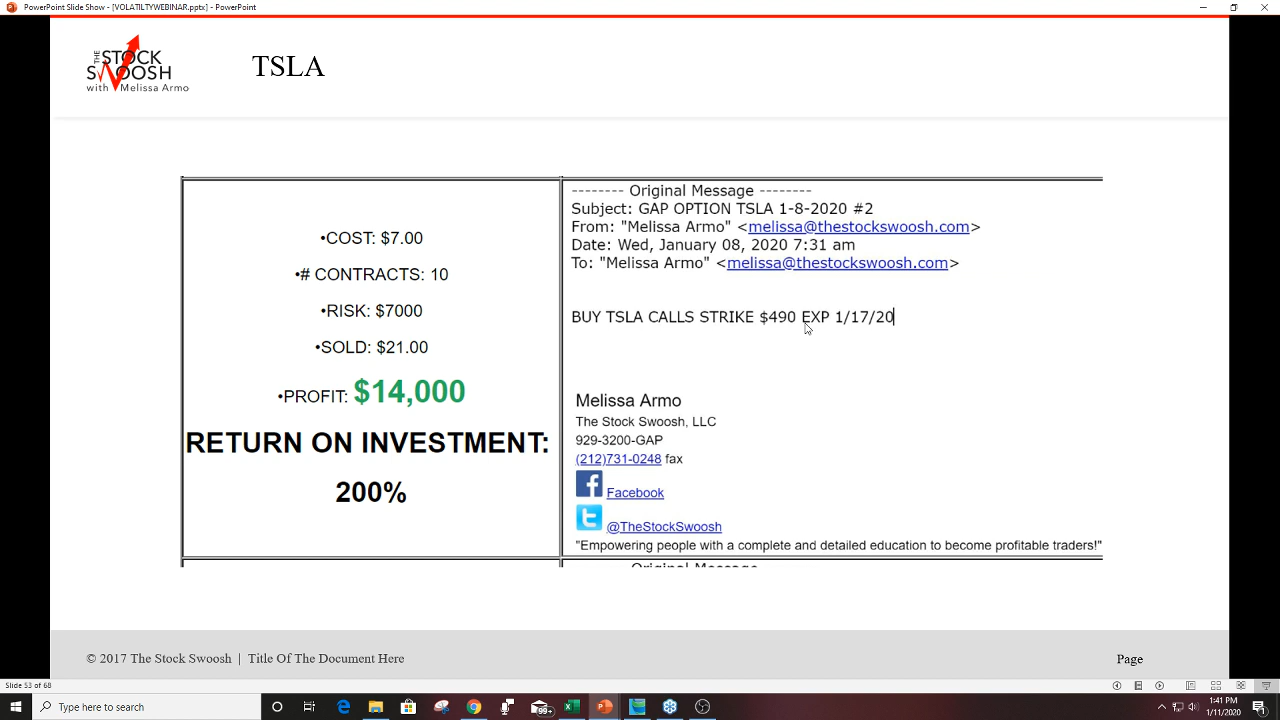 PowerPoint Slide Show - [VOLATILTYWEBINAR.pptx] - PowerPoint
THE STOCK SWOOSH
with Melissa Armo
TSLA
•COST: $7.00
•# CONTRACTS: 10
•RISK: $7000
•SOLD: $21.00
•PROFIT: $14,000
RETURN ON INVESTMENT:
200%
-------- Original Message --------
Subject: GAP OPTION TSLA 1-8-2020 #2
From: "Melissa Armo" <melissa@thestockswoosh.com>
Date: Wed, January 08, 2020 7:31 am
To: "Melissa Armo" <melissa@thestockswoosh.com>
BUY TSLA CALLS STRIKE $490 EXP 1/17/20
Melissa Armo
The Stock Swoosh, LLC
929-3200-GAP
(212)731-0248 fax
Facebook
@TheStockSwoosh
"Empowering people with a complete and detailed education to become profitable traders!"
Original Message
© 2017 The Stock Swoosh | Title Of The Document Here
Page
Slide 53 of 68
Type here to search
99+
1:41 PM
1/11/2020